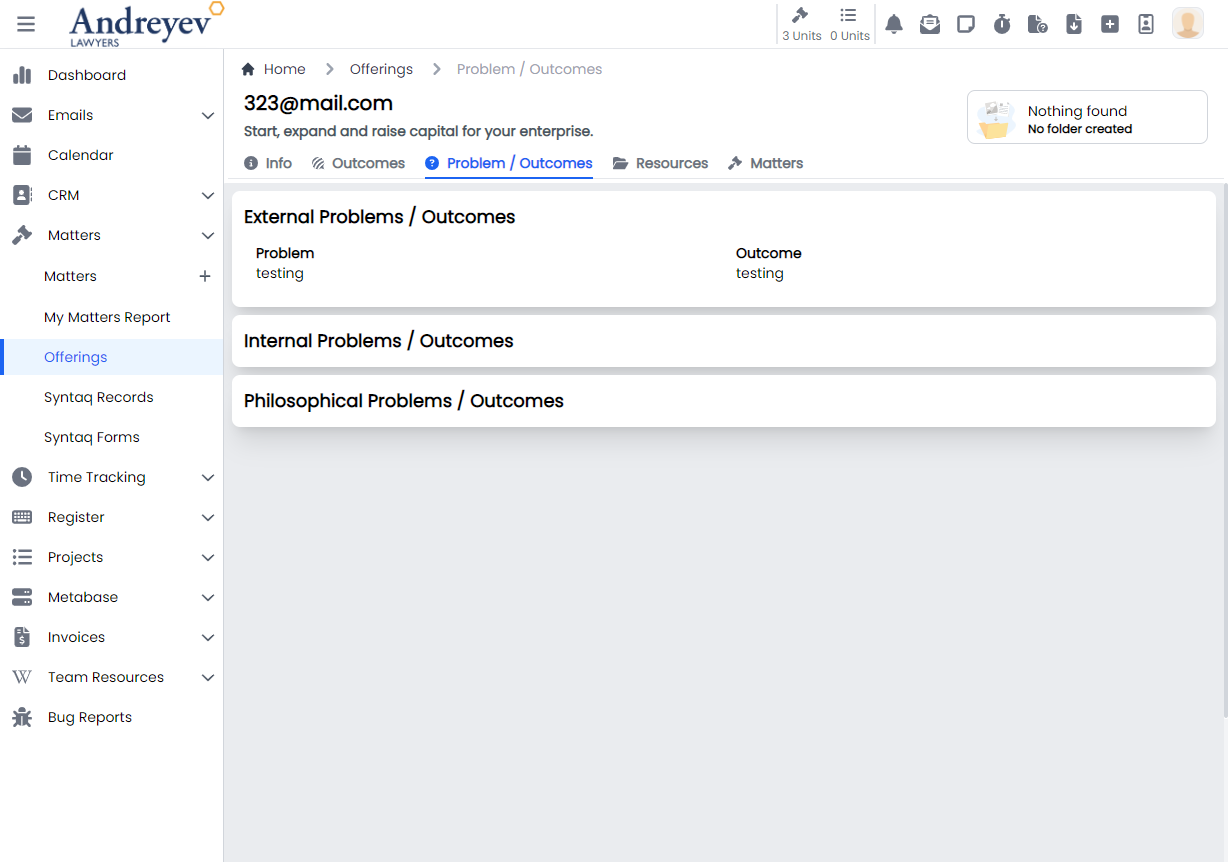 Andreyev
LAWYERS
3 Units 0 Units
Dashboard
Emails
Calendar
CRM
Matters
Matters
My Matters Report
Offerings
Syntaq Records
Syntaq Forms
Time Tracking
Register
Projects
Metabase
Invoices
Team Resources
Bug Reports
Home Offerings Problem / Outcomes
323@mail.com
Start, expand and raise capital for your enterprise.
Nothing found
No folder created
Info Outcomes Problem / Outcomes Resources Matters
External Problems / Outcomes
Problem Outcome
testing testing
Internal Problems / Outcomes
Philosophical Problems / Outcomes